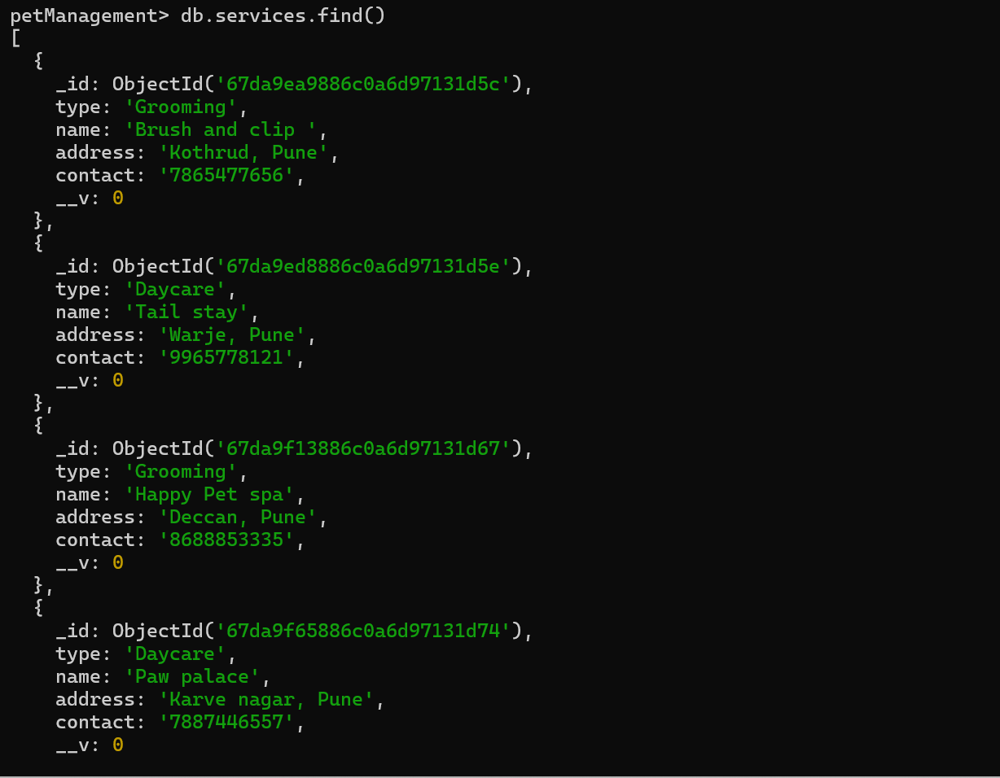 petManagement> db.services.find()
[
  {
    _id: ObjectId('67da9ea9886c0a6d97131d5c'),
    type: 'Grooming',
    name: 'Brush and clip ',
    address: 'Kothrud, Pune',
    contact: '7865477656',
    __v: 0
  },
  {
    _id: ObjectId('67da9ed8886c0a6d97131d5e'),
    type: 'Daycare',
    name: 'Tail stay',
    address: 'Warje, Pune',
    contact: '9965778121',
    __v: 0
  },
  {
    _id: ObjectId('67da9f13886c0a6d97131d67'),
    type: 'Grooming',
    name: 'Happy Pet spa',
    address: 'Deccan, Pune',
    contact: '8688853335',
    __v: 0
  },
  {
    _id: ObjectId('67da9f65886c0a6d97131d74'),
    type: 'Daycare',
    name: 'Paw palace',
    address: 'Karve nagar, Pune',
    contact: '7887446557',
    __v: 0